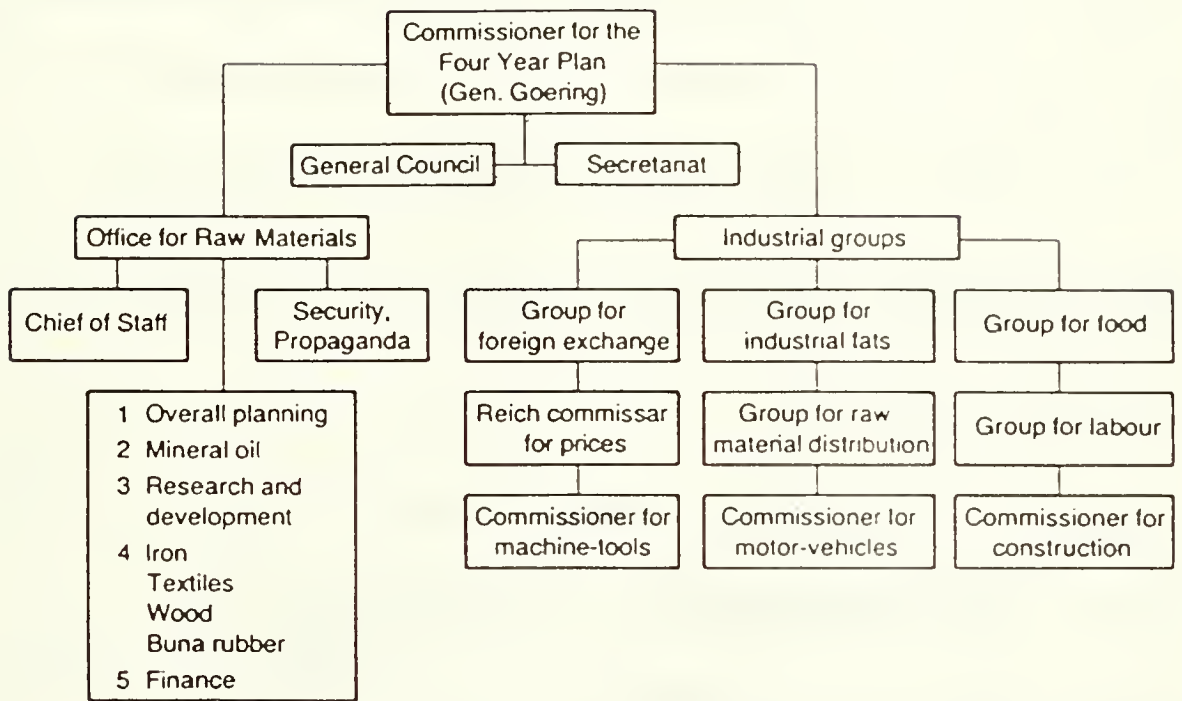 Commissioner for the
Four Year Plan
(Gen. Goering)
General Council
Secretariat
Office for Raw Materials
Industrial groups
Chief of Staff
Security,
Propaganda
Group for
foreign exchange
Group for
industrial fats
Group for food
1 Overall planning
2 Mineral oil
3 Research and
development
4 Iron
Textiles
Wood
Buna rubber
5 Finance
Reich commissar
for prices
Group for raw
material distribution
Group for labour
Commissioner for
machine-tools
Commissioner for
motor-vehicles
Commissioner for
construction